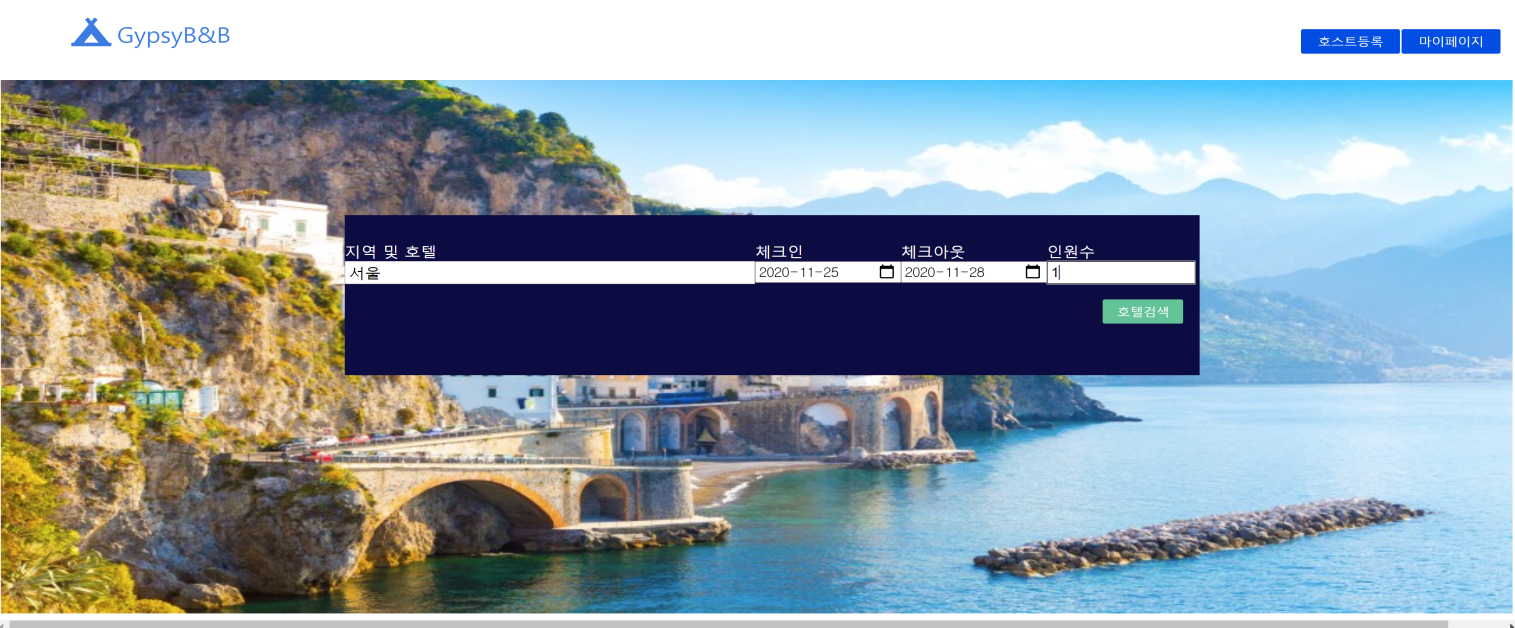 GypsyB&B
호스트등록 마이페이지
지역 및 호텔 체크인 체크아웃 인원수
서울 2020-11-25 2020-11-28 1
호텔검색